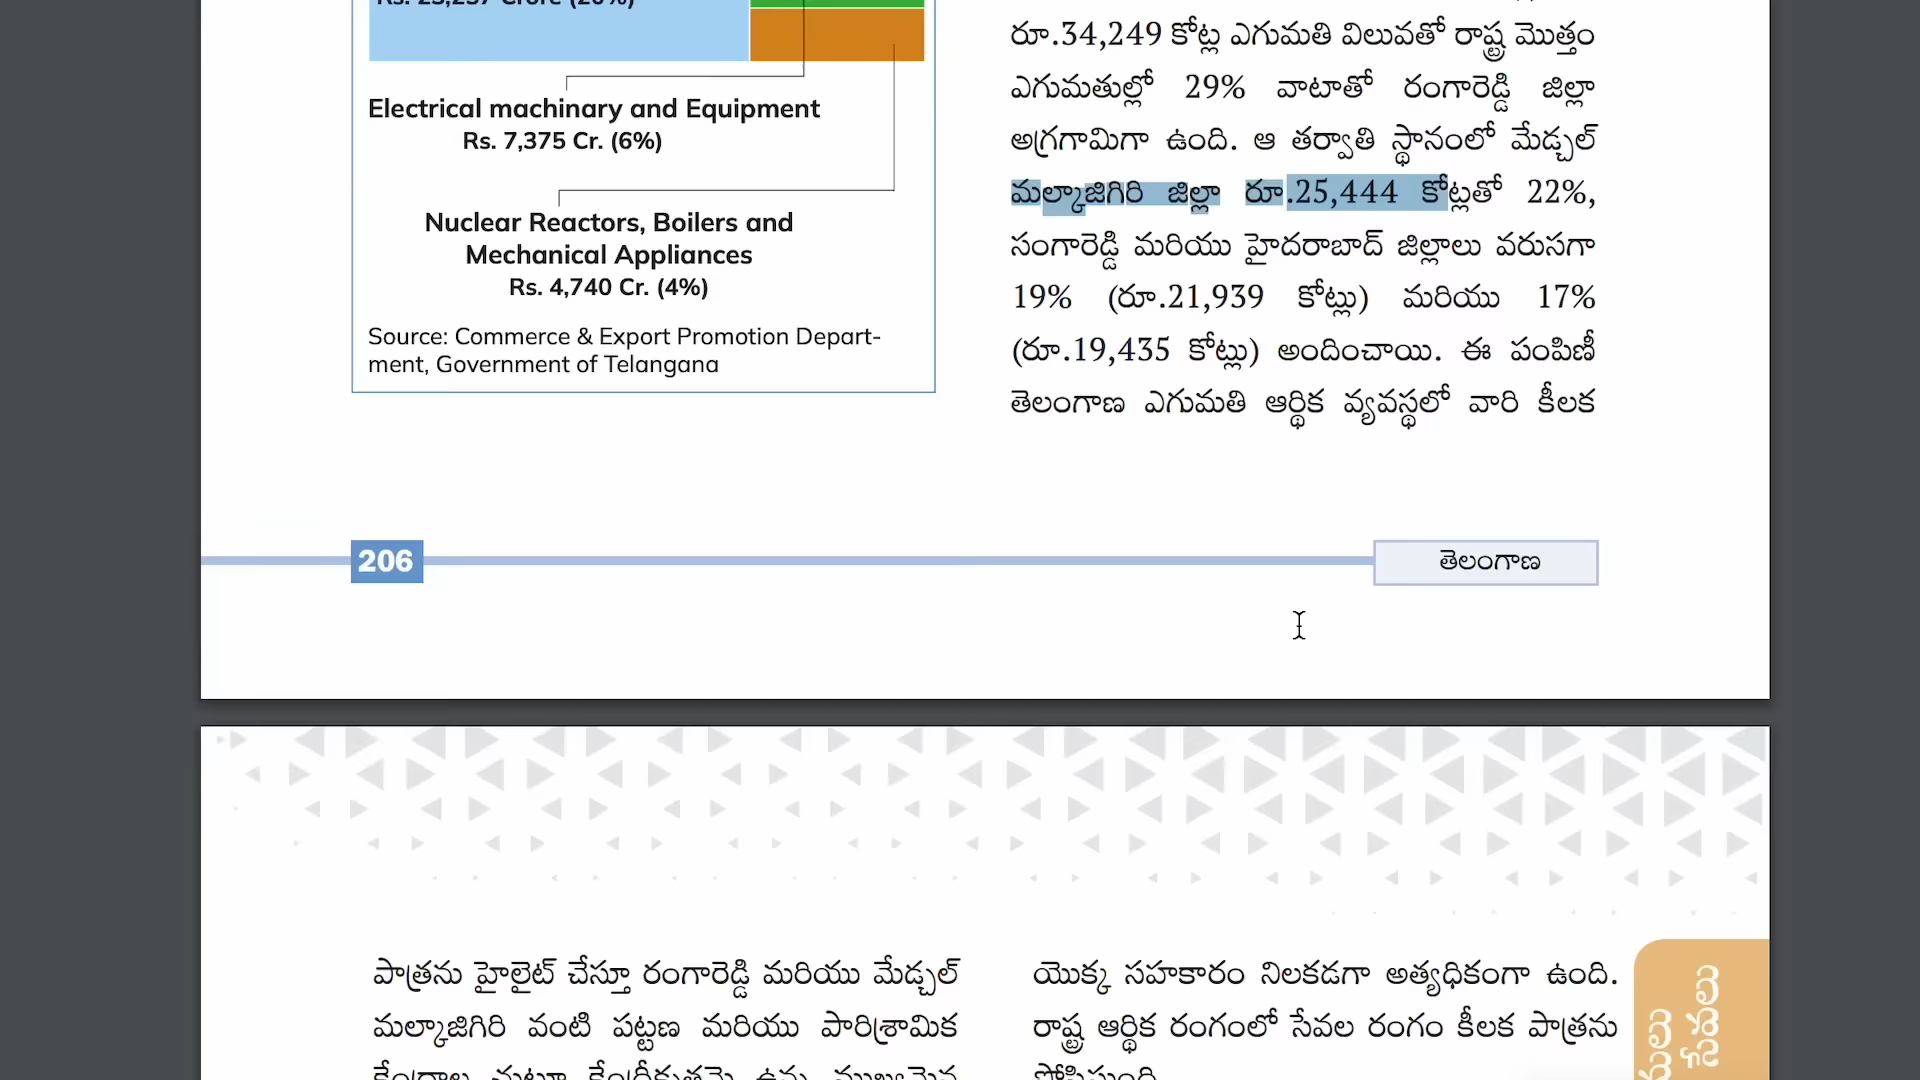 Electrical machinary and Equipment
Rs. 7,375 Cr. (6%)
Nuclear Reactors, Boilers and
Mechanical Appliances
Rs. 4,740 Cr. (4%)
Source: Commerce & Export Promotion Depart-
ment, Government of Telangana
రూ.34,249 కోట్ల ఎగుమతి విలువతో రాష్ట్ర మొత్తం
ఎగుమతుల్లో 29% వాటాతో రంగారెడ్డి జిల్లా
అగ్రగామిగా ఉంది. ఆ తర్వాతి స్థానంలో మేడ్చల్
మల్కాజిగిరి జిల్లా రూ.25,444 కోట్లతో 22%,
సంగారెడ్డి మరియు హైదరాబాద్ జిల్లాలు వరుసగా
19% (రూ.21,939 కోట్లు) మరియు 17%
(రూ.19,435 కోట్లు) అందించాయి. ఈ పంపిణీ
తెలంగాణ ఎగుమతి ఆర్థిక వ్యవస్థలో వారి కీలక
206
తెలంగాణ
పాత్రను హైలైట్ చేస్తూ రంగారెడ్డి మరియు మేడ్చల్
మల్కాజిగిరి వంటి పట్టణ మరియు పారిశ్రామిక
యొక్క సహకారం నిలకడగా అత్యధికంగా ఉంది.
రాష్ట్ర ఆర్థిక రంగంలో సేవల రంగం కీలక పాత్రను